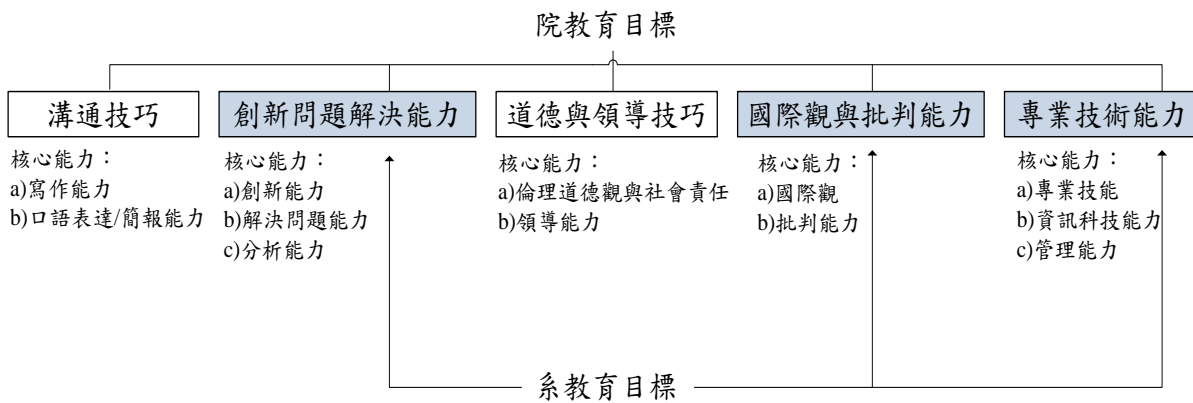 院教育目標
溝通技巧
核心能力：
a)寫作能力
b)口語表達/簡報能力
創新問題解決能力
核心能力：
a)創新能力
b)解決問題能力
c)分析能力
道德與領導技巧
核心能力：
a)倫理道德觀與社會責任
b)領導能力
國際觀與批判能力
核心能力：
a)國際觀
b)批判能力
專業技術能力
核心能力：
a)專業技能
b)資訊科技能力
c)管理能力
系教育目標